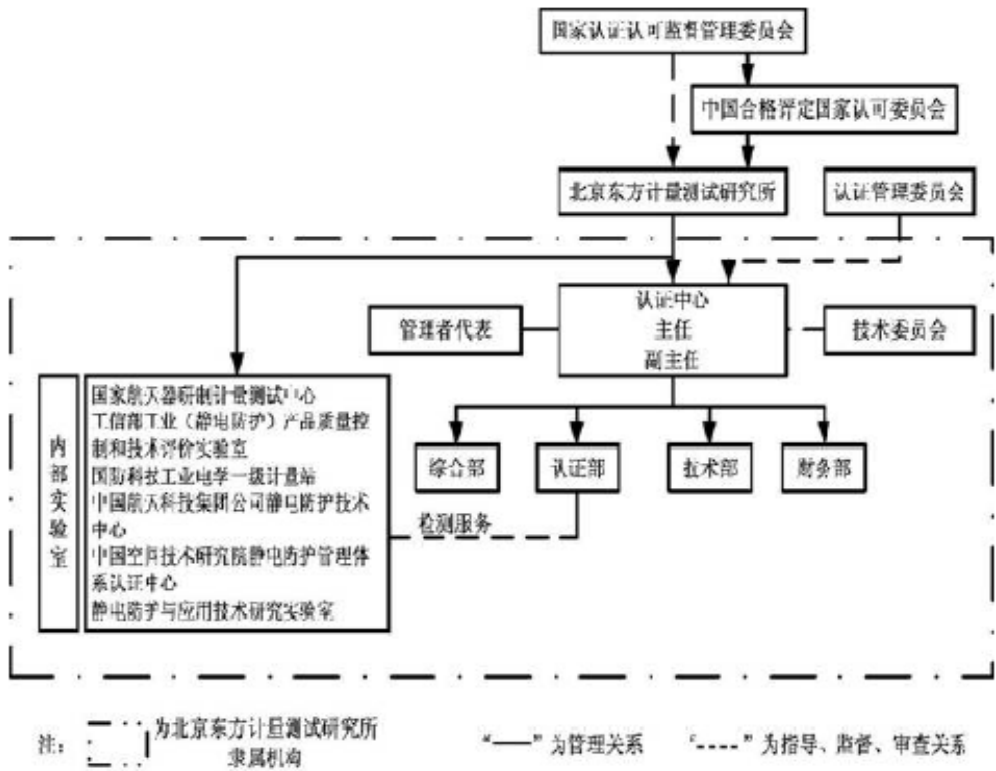 国家认证认可监督管理委员会
中国合格评定国家认可委员会
北京东方计量测试研究所
认证管理委员会
管理者代表
认证中心
主任
副主任
技术委员会
内部实验室
国家航天器研制计量测试中心
工信部工业（静电防护）产品质量控
制和技术评价实验室
国防科技工业电学一级计量站
中国航天科技集团公司静电防护技术
中心
中国空间技术研究院静电防护管理体
系认证中心
静电防护与应用技术研究实验室
综合部
认证部
技术部
财务部
检测服务
注：
为北京东方计量测试研究所
隶属机构
“——”为管理关系
‘----”为指导、监督、审查关系